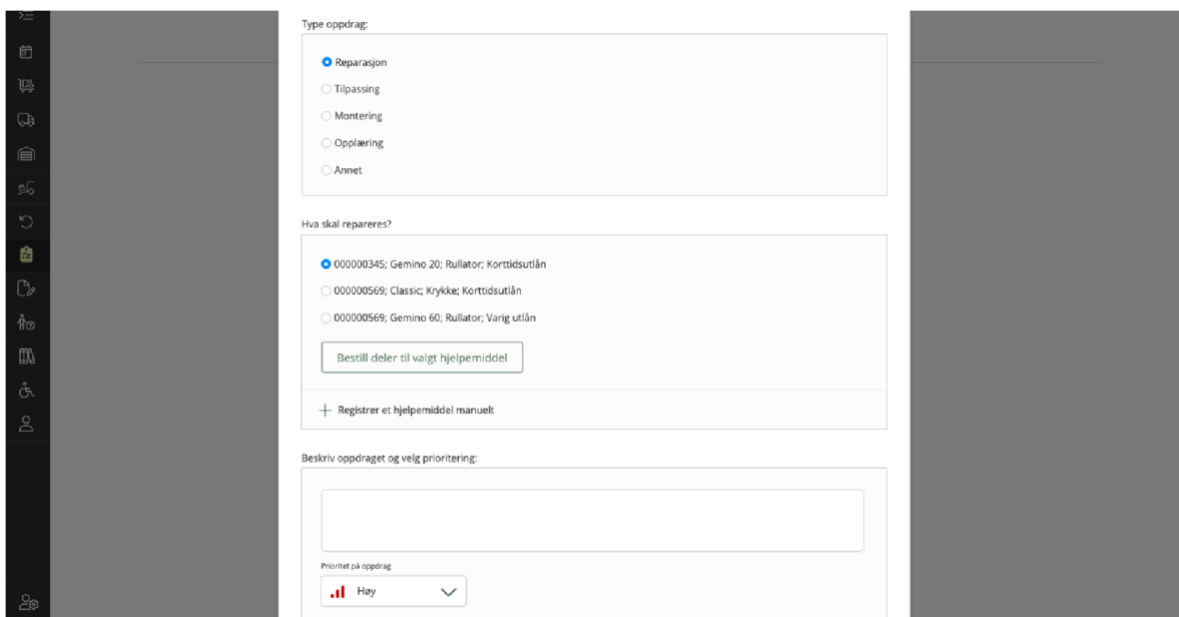 Type oppdrag:
Reparasjon
Tilpassing
Montering
Opplæring
Annet
Hva skal repareres?
000000345; Gemino 20; Rullator; Korttidsutlån
000000569; Classic; Krykke; Korttidsutlån
000000569; Gemino 60; Rullator; Varig utlån
Bestill deler til valgt hjelpemiddel
Registrer et hjelpemiddel manuelt
Beskriv oppdraget og velg prioritering:
Prioritet på oppdrag
Høy